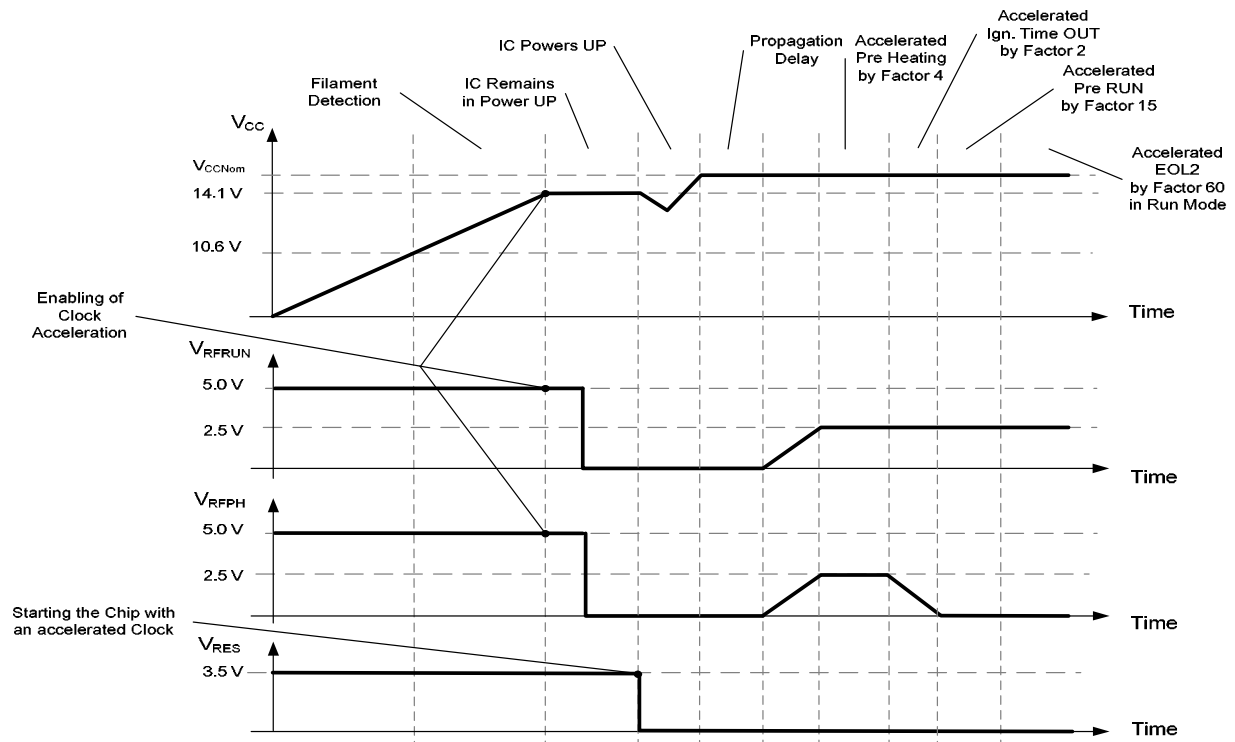 Accelerated
Ign. Time OUT
by Factor 2
IC Powers UP
Propagation
Delay
Accelerated
Pre Heating
by Factor 4
Filament
Detection
IC Remains
in Power UP
Accelerated
Pre RUN
by Factor 15
Accelerated
EOL2
by Factor 60
in Run Mode
VCC
VCCNom
14.1 V
10.6 V
Time
Enabling of
Clock
Acceleration
VRFRUN
5.0 V
2.5 V
Time
VRFPH
5.0 V
2.5 V
Time
Starting the Chip with
an accelerated Clock
VRES
3.5 V
Time